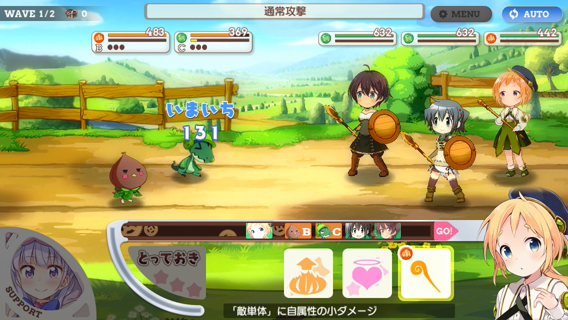 WAVE 1/2 0
通常攻撃
MENU
AUTO
483
B
369
C
632
632
442
いまいち
131
B
C
GO!
とっておき
SUPPORT
「敵単体」に自属性の小ダメージ